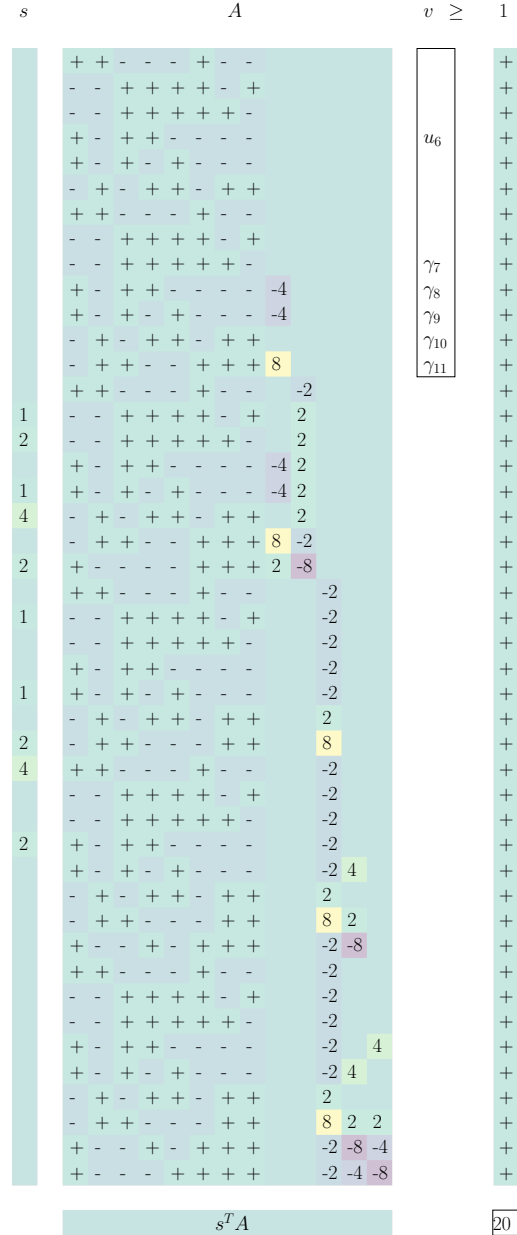 s A v ≥ 1
+ + - - - + - - +
- - + + + + - + +
- - + + + + + - +
+ - + + - - - - u6 +
+ - + - + - - - +
- + - + + - + + +
+ + - - - + - - +
- - + + + + - + +
- - + + + + + - γ7 +
+ - + + - - - - -4 γ8 +
+ - + - + - - - -4 γ9 +
- + - + + - + + γ10 +
- + + - - + + + 8 γ11 +
+ + - - - + - - -2 +
1 - - + + + + - + 2 +
2 - - + + + + + - 2 +
+ - + + - - - - -4 2 +
1 + - + - + - - - -4 2 +
4 - + - + + - + + 2 +
- + + - - + + + 8 -2 +
2 + - - - - + + + 2 -8 +
+ + - - - + - - -2 +
1 - - + + + + - + -2 +
- - + + + + + - -2 +
+ - + + - - - - -2 +
1 + - + - + - - - -2 +
- + - + + - + + 2 +
2 - + + - - - + + 8 +
4 + + - - - + - - -2 +
- - + + + + - + -2 +
- - + + + + + - -2 +
2 + - + + - - - - -2 +
+ - + - + - - - -2 4 +
- + - + + - + + 2 +
- + + - - - + + 8 2 +
+ - - + - + + + -2 -8 +
+ + - - - + - - -2 +
- - + + + + - + -2 +
- - + + + + + - -2 +
+ - + + - - - - -2 4 +
+ - + - + - - - -2 4 +
- + - + + - + + 2 +
- + + - - - + + 8 2 2 +
+ - - + - + + + -2 -8 -4 +
+ - - - + + + + -2 -4 -8 +
s^T A 20